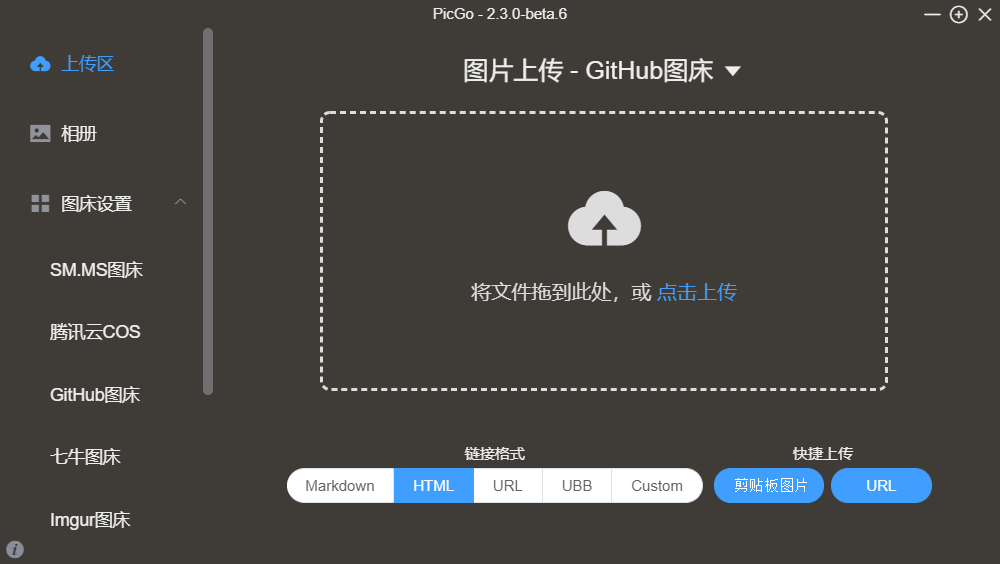 PicGo - 2.3.0-beta.6
上传区
相册
图床设置
SM.MS图床
腾讯云COS
GitHub图床
七牛图床
Imgur图床
图片上传 - GitHub图床
将文件拖到此处，或 点击上传
链接格式
Markdown HTML URL UBB Custom
快捷上传
剪贴板图片 URL